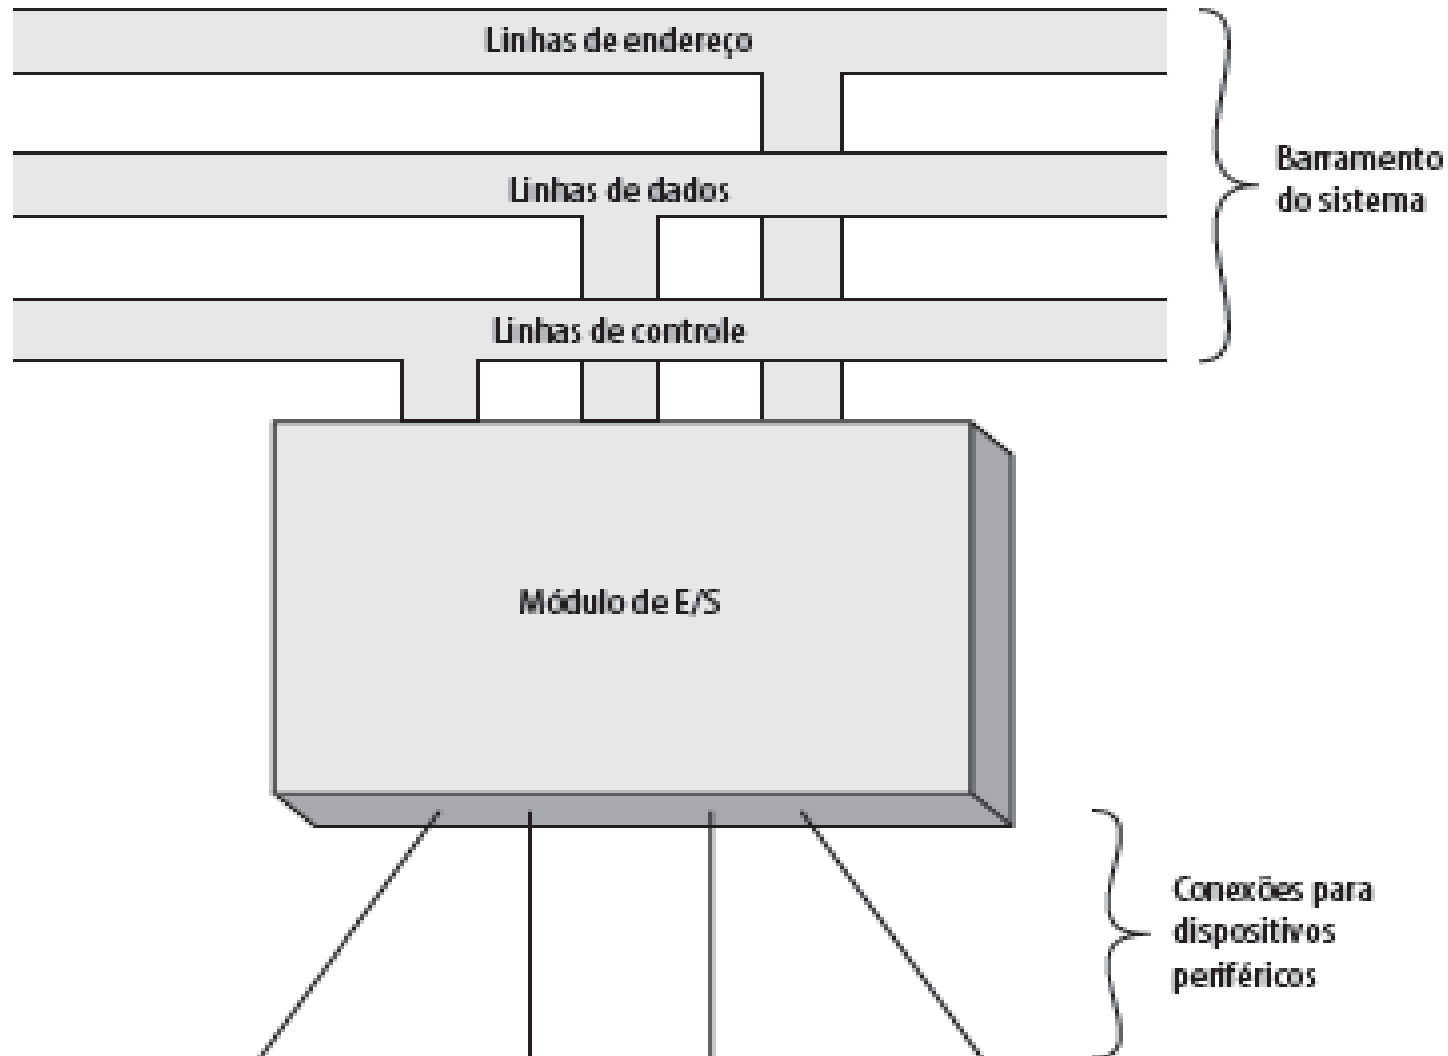 Linhas de endereço
Linhas de dados
Linhas de controle
Barramento
do sistema
Módulo de E/S
Conexões para
dispositivos
periféricos